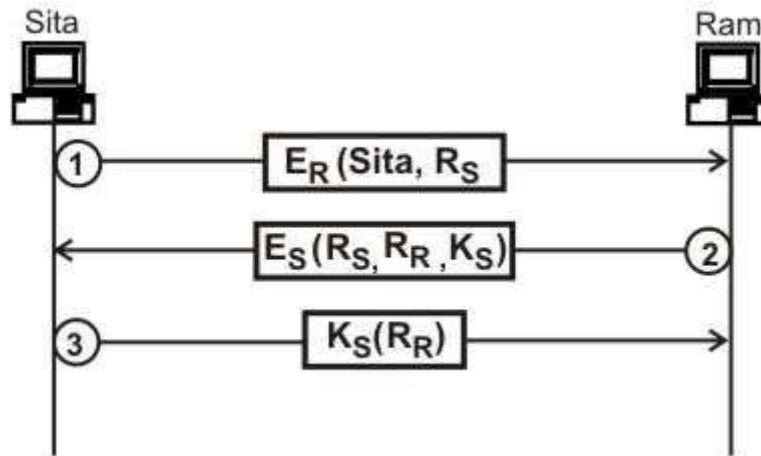 Sita
Ram
1
E_R (Sita, R_S
E_S (R_S, R_R, K_S)
2
3
K_S(R_R)